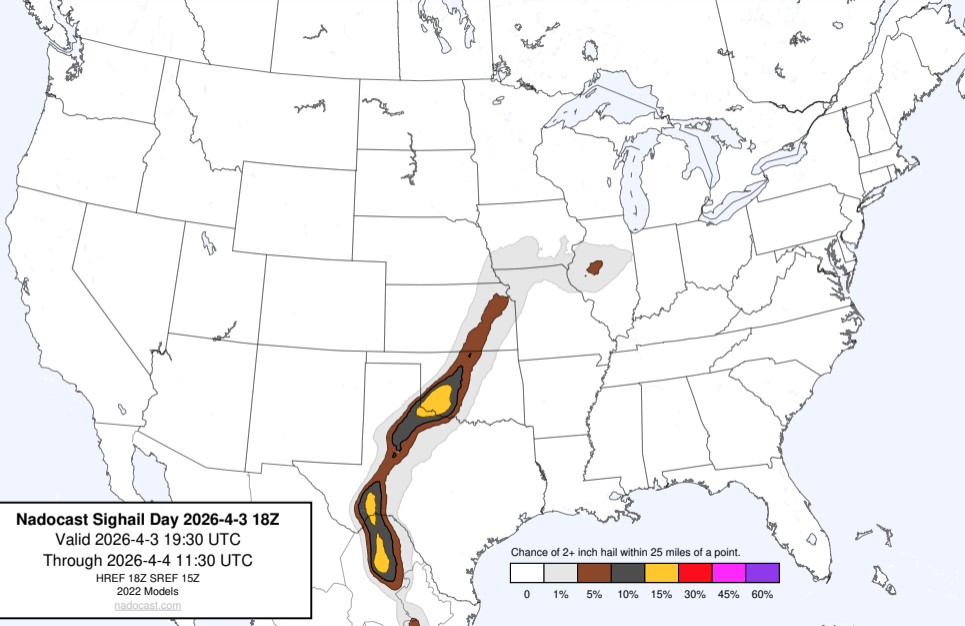 Nadocast Sighail Day 2026-4-3 18Z
Valid 2026-4-3 19:30 UTC
Through 2026-4-4 11:30 UTC
HREF 18Z SREF 15Z
2022 Models
nadocast.com
Chance of 2+ inch hail within 25 miles of a point.
0 1% 5% 10% 15% 30% 45% 60%